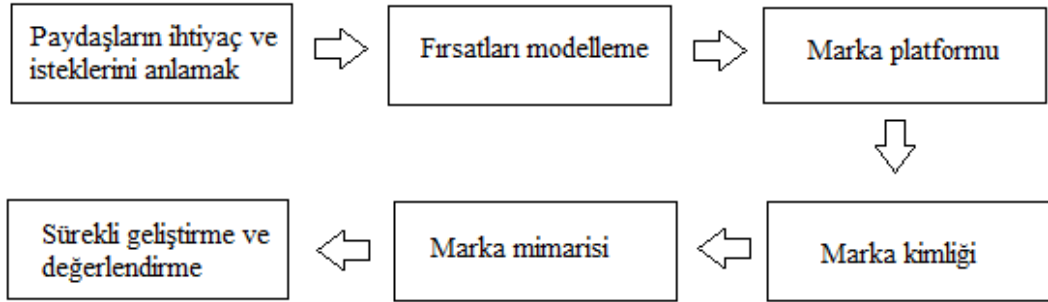 Paydaşların ihtiyaç ve
isteklerini anlamak
Fırsatları modelleme
Marka platformu
Marka kimliği
Marka mimarisi
Sürekli geliştirme ve
değerlendirme